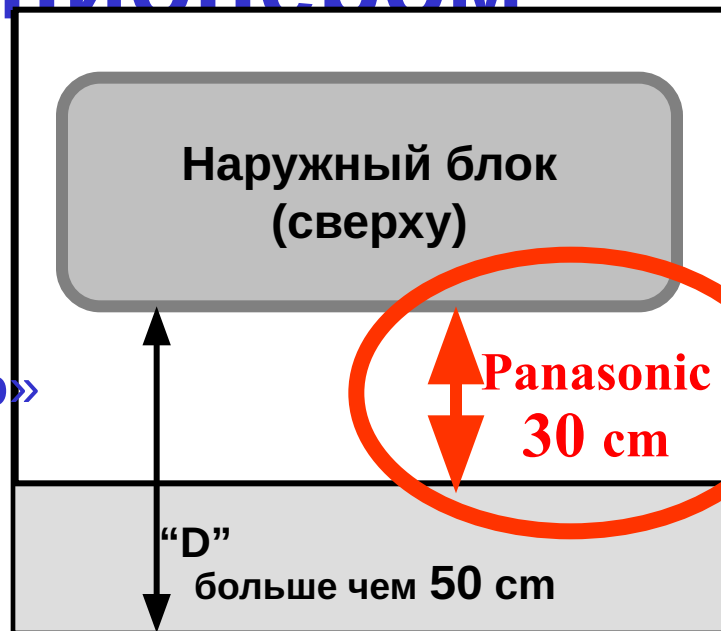 Наружный блок
(сверху)
»
Panasonic
30 cm
“D”
больше чем 50 cm